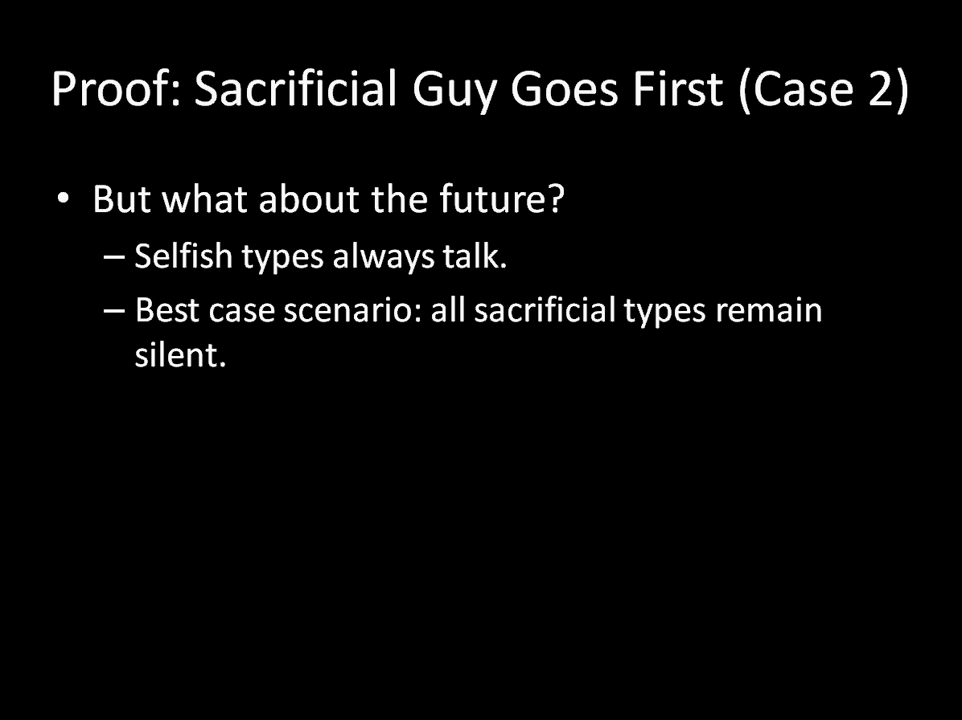 Proof: Sacrificial Guy Goes First (Case 2)
• But what about the future?
– Selfish types always talk.
– Best case scenario: all sacrificial types remain
silent.